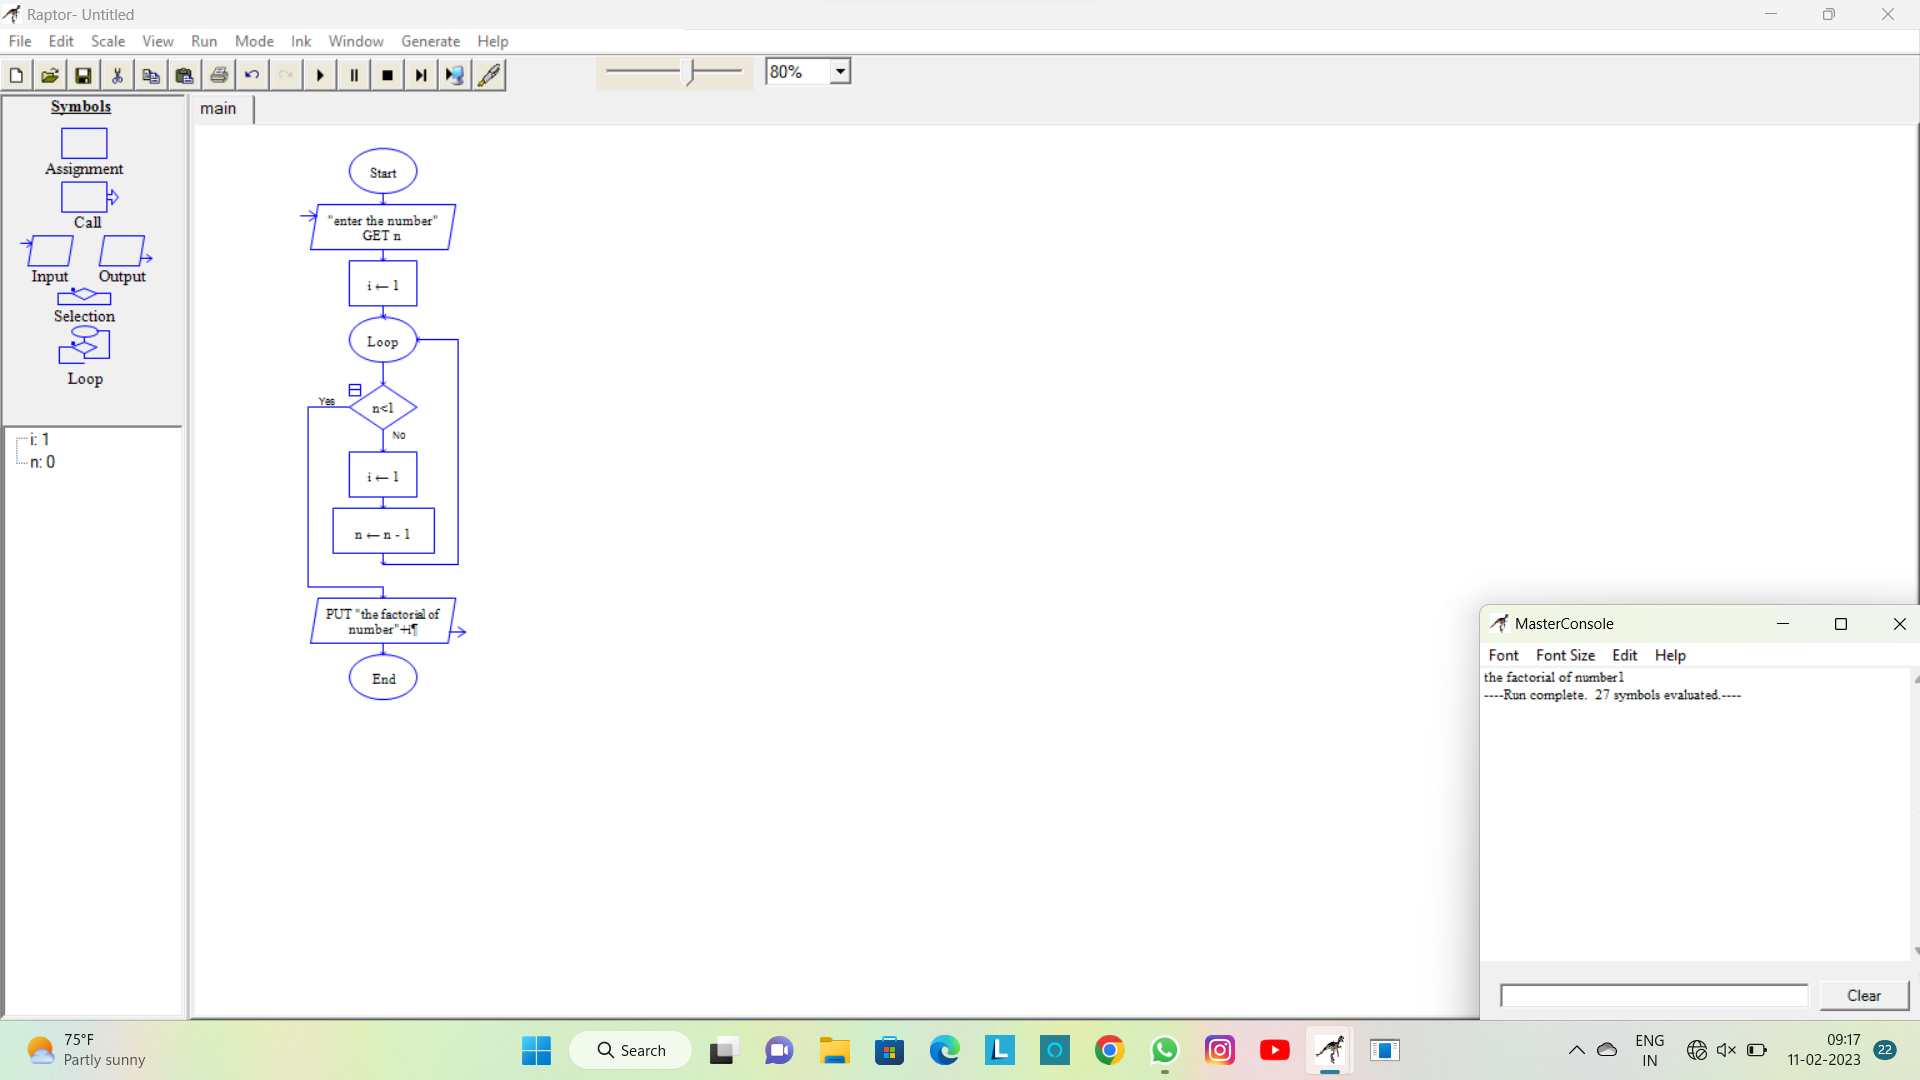 Raptor- Untitled
File Edit Scale View Run Mode Ink Window Generate Help
80%
Symbols
Assignment
Call
Input Output
Selection
Loop
i: 1
n: 0
main
Start
"enter the number"
GET n
i ← 1
Loop
Yes
n<1
No
i ← 1
n ← n - 1
PUT "the factorial of
number"+i¶
End
MasterConsole
Font Font Size Edit Help
the factorial of number1
----Run complete.  27 symbols evaluated.----
Clear
75°F
Partly sunny
Search
L
ENG
IN
09:17
11-02-2023
22